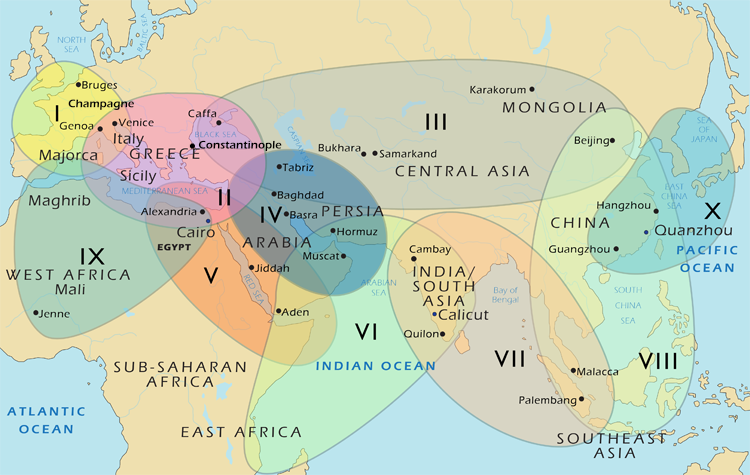 NORTH
SEA
BALTIC SEA
Bruges
Champagne
I
Genoa
Venice
Italy
Majorca
Sicily
GREECE
Caffa
BLACK SEA
Constantinople
MEDITERRANEAN SEA
II
III
Karakorum
MONGOLIA
Bukhara
Samarkand
CENTRAL ASIA
Beijing
SEA
OF
JAPAN
CASPIAN SEA
Tabriz
Baghdad
IV
Basra
PERSIA
Hormuz
ARABIA
Muscat
Maghrib
Alexandria
Cairo
EGYPT
IX
WEST AFRICA
Mali
Jenne
V
RED SEA
Jiddah
Aden
ARABIAN
SEA
VI
Cambay
INDIA/
SOUTH
ASIA
Calicut
Quilon
Bay of
Bengal
VII
CHINA
Hangzhou
EAST
CHINA SEA
X
Quanzhou
Guangzhou
PACIFIC
OCEAN
SOUTH
CHINA
SEA
VIII
Malacca
Palembang
SOUTHEAST
ASIA
INDIAN OCEAN
SUB-SAHARAN
AFRICA
EAST AFRICA
ATLANTIC
OCEAN